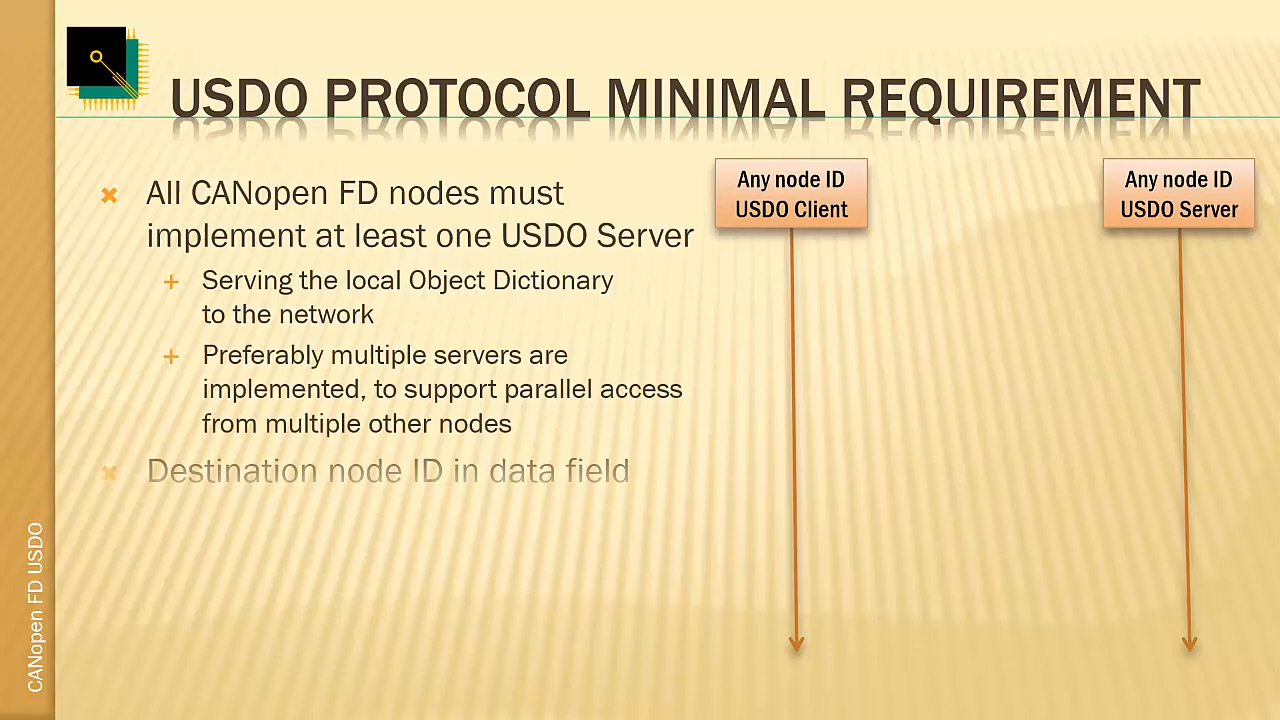 USDO PROTOCOL MINIMAL REQUIREMENT
All CANopen FD nodes must
implement at least one USDO Server
Serving the local Object Dictionary
to the network
Preferably multiple servers are
implemented, to support parallel access
from multiple other nodes
Destination node ID in data field
Any node ID
USDO Client
Any node ID
USDO Server
CANopen FD USDO